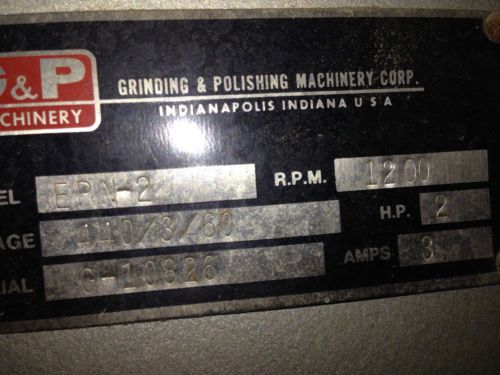 G&P
ACHINERY
GRINDING & POLISHING MACHINERY CORP.
INDIANAPOLIS INDIANA U S A
EL EPN-2 R.P.M. 1200
AGE 440/3/60 H.P. 2
IAL G-10826 AMPS 3